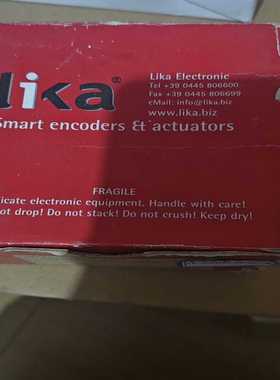 lika®
Lika Electronic
Tel +39 0445 806600
Fax +39 0445 806699
eMail: info@lika.biz
www.lika.biz
Smart encoders & actuators
FRAGILE
icate electronic equipment. Handle with care!
ot drop! Do not stack! Do not crush! Keep dry!